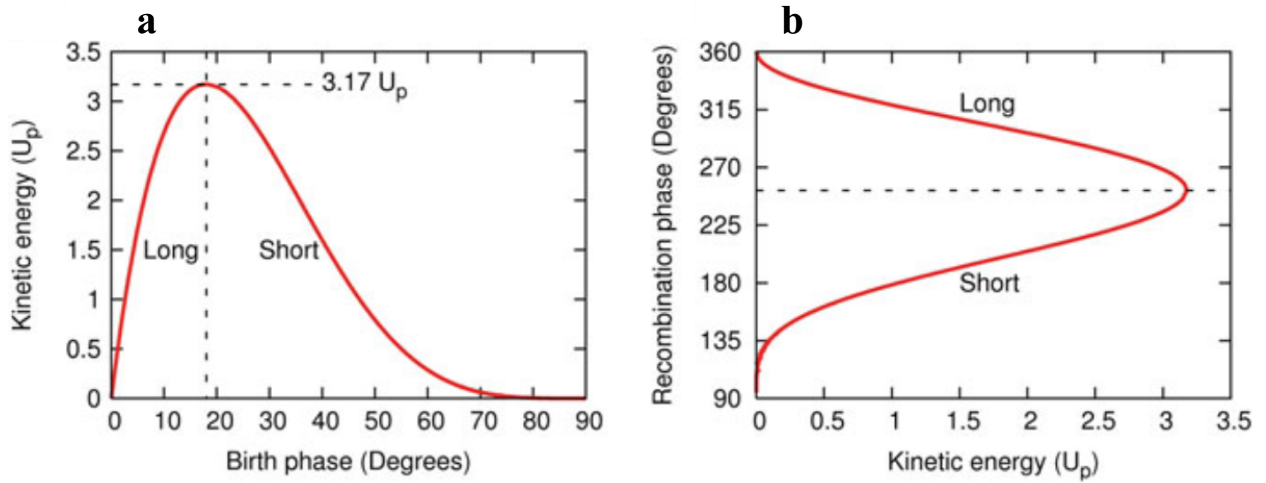 a
3.5
3
2.5
2
1.5
1
0.5
0
0 10 20 30 40 50 60 70 80 90
Kinetic energy (Up)
Birth phase (Degrees)
3.17 Up
Long
Short
b
360
315
270
225
180
135
90
0 0.5 1 1.5 2 2.5 3 3.5
Recombination phase (Degrees)
Kinetic energy (Up)
Long
Short